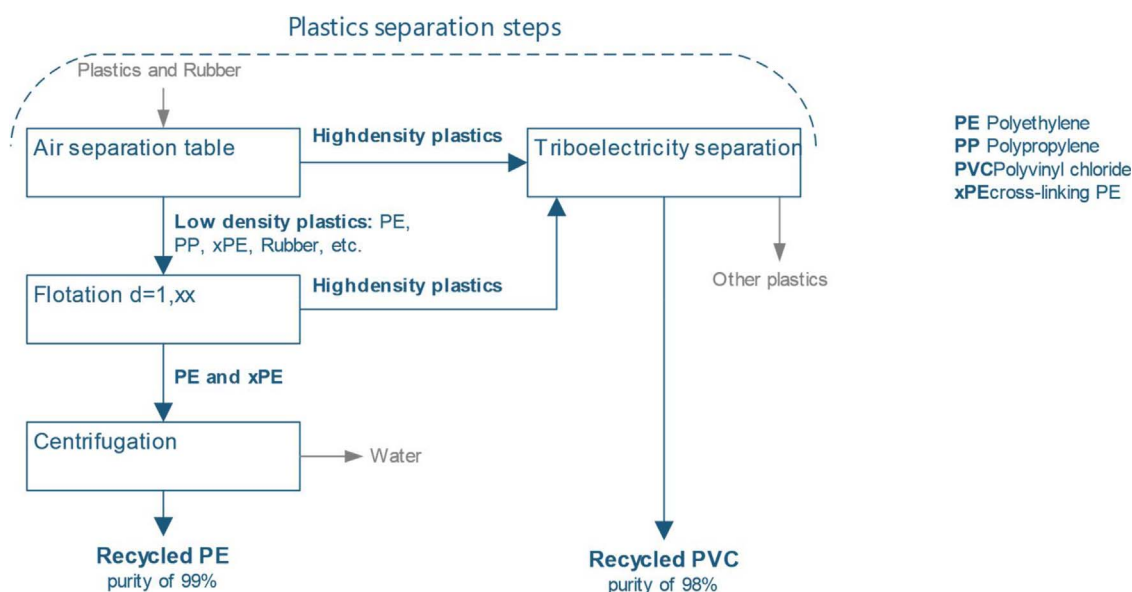 Plastics separation steps
Plastics and Rubber
Air separation table
Highdensity plastics
Triboelectricity separation
PE Polyethylene
PP Polypropylene
PVCPolyvinyl chloride
xPEcross-linking PE
Low density plastics: PE,
PP, xPE, Rubber, etc.
Flotation d=1,xx
Highdensity plastics
Other plastics
PE and xPE
Centrifugation
Water
Recycled PE
purity of 99%
Recycled PVC
purity of 98%